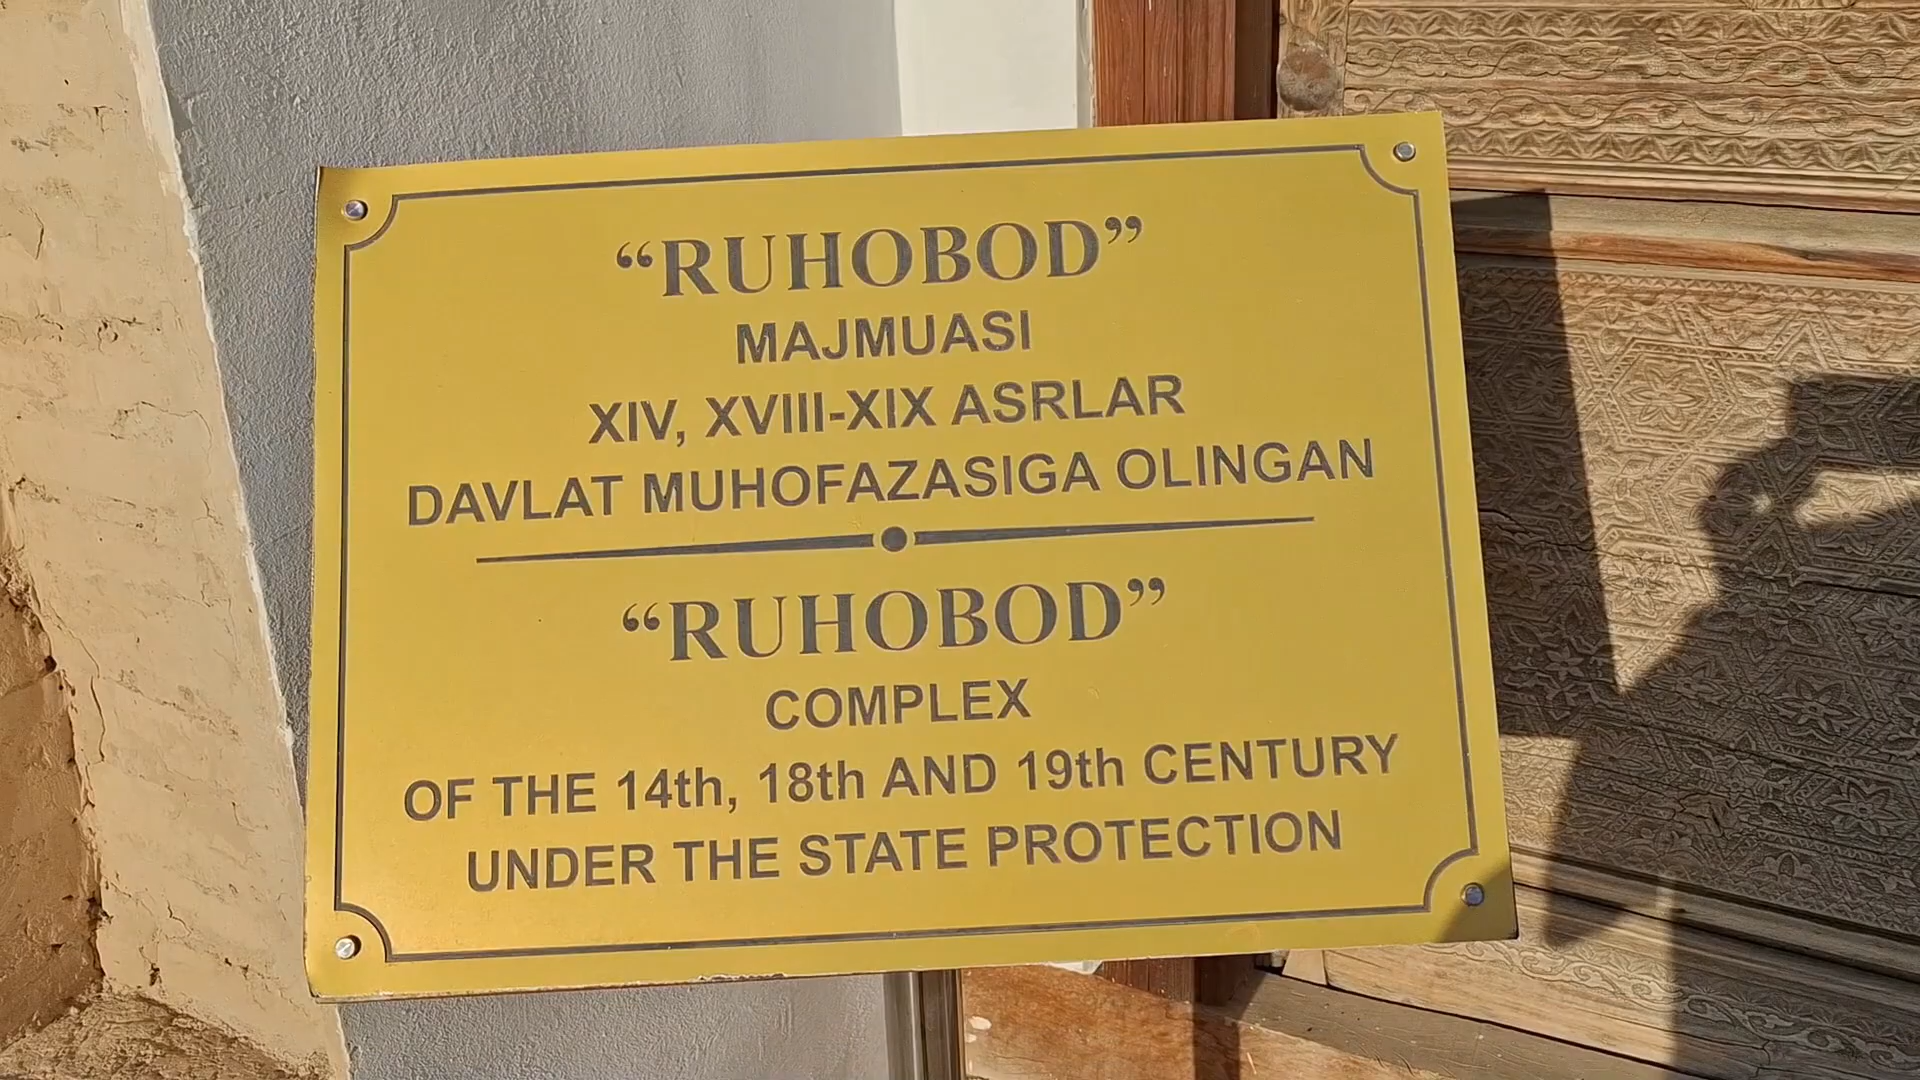 “RUHOBOD”
MAJMUASI
XIV, XVIII-XIX ASRLAR
DAVLAT MUHOFAZASIGA OLINGAN
“RUHOBOD”
COMPLEX
OF THE 14th, 18th AND 19th CENTURY
UNDER THE STATE PROTECTION